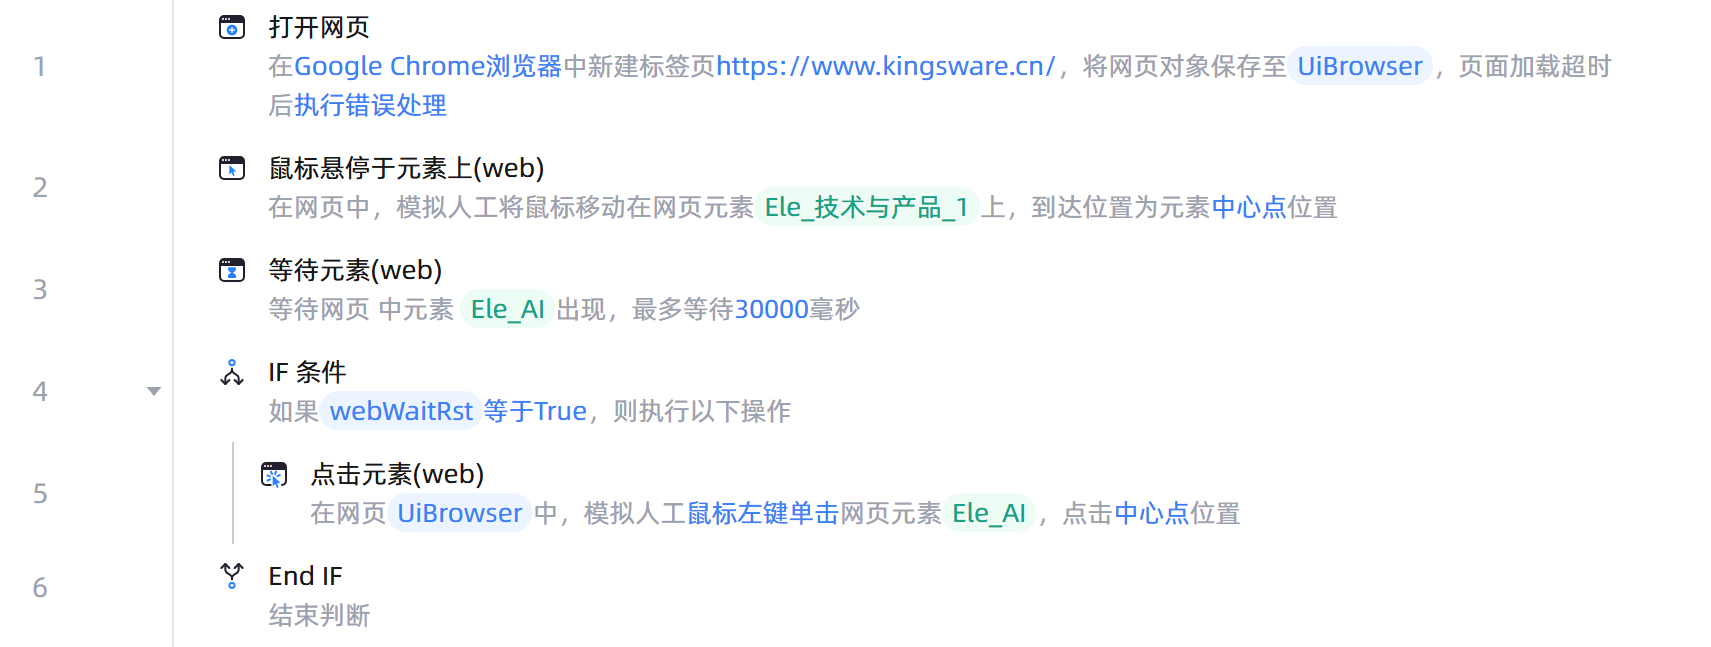 1
打开网页
在Google Chrome浏览器中新建标签页https://www.kingsware.cn/，将网页对象保存至 UiBrowser ，页面加载超时
后执行错误处理
2
鼠标悬停于元素上(web)
在网页中，模拟人工将鼠标移动在网页元素 Ele_技术与产品_1 上，到达位置为元素中心点位置
3
等待元素(web)
等待网页 中元素 Ele_AI 出现，最多等待30000毫秒
4
IF 条件
如果 webWaitRst 等于True，则执行以下操作
5
点击元素(web)
在网页 UiBrowser 中，模拟人工鼠标左键单击网页元素 Ele_AI ，点击中心点位置
6
End IF
结束判断